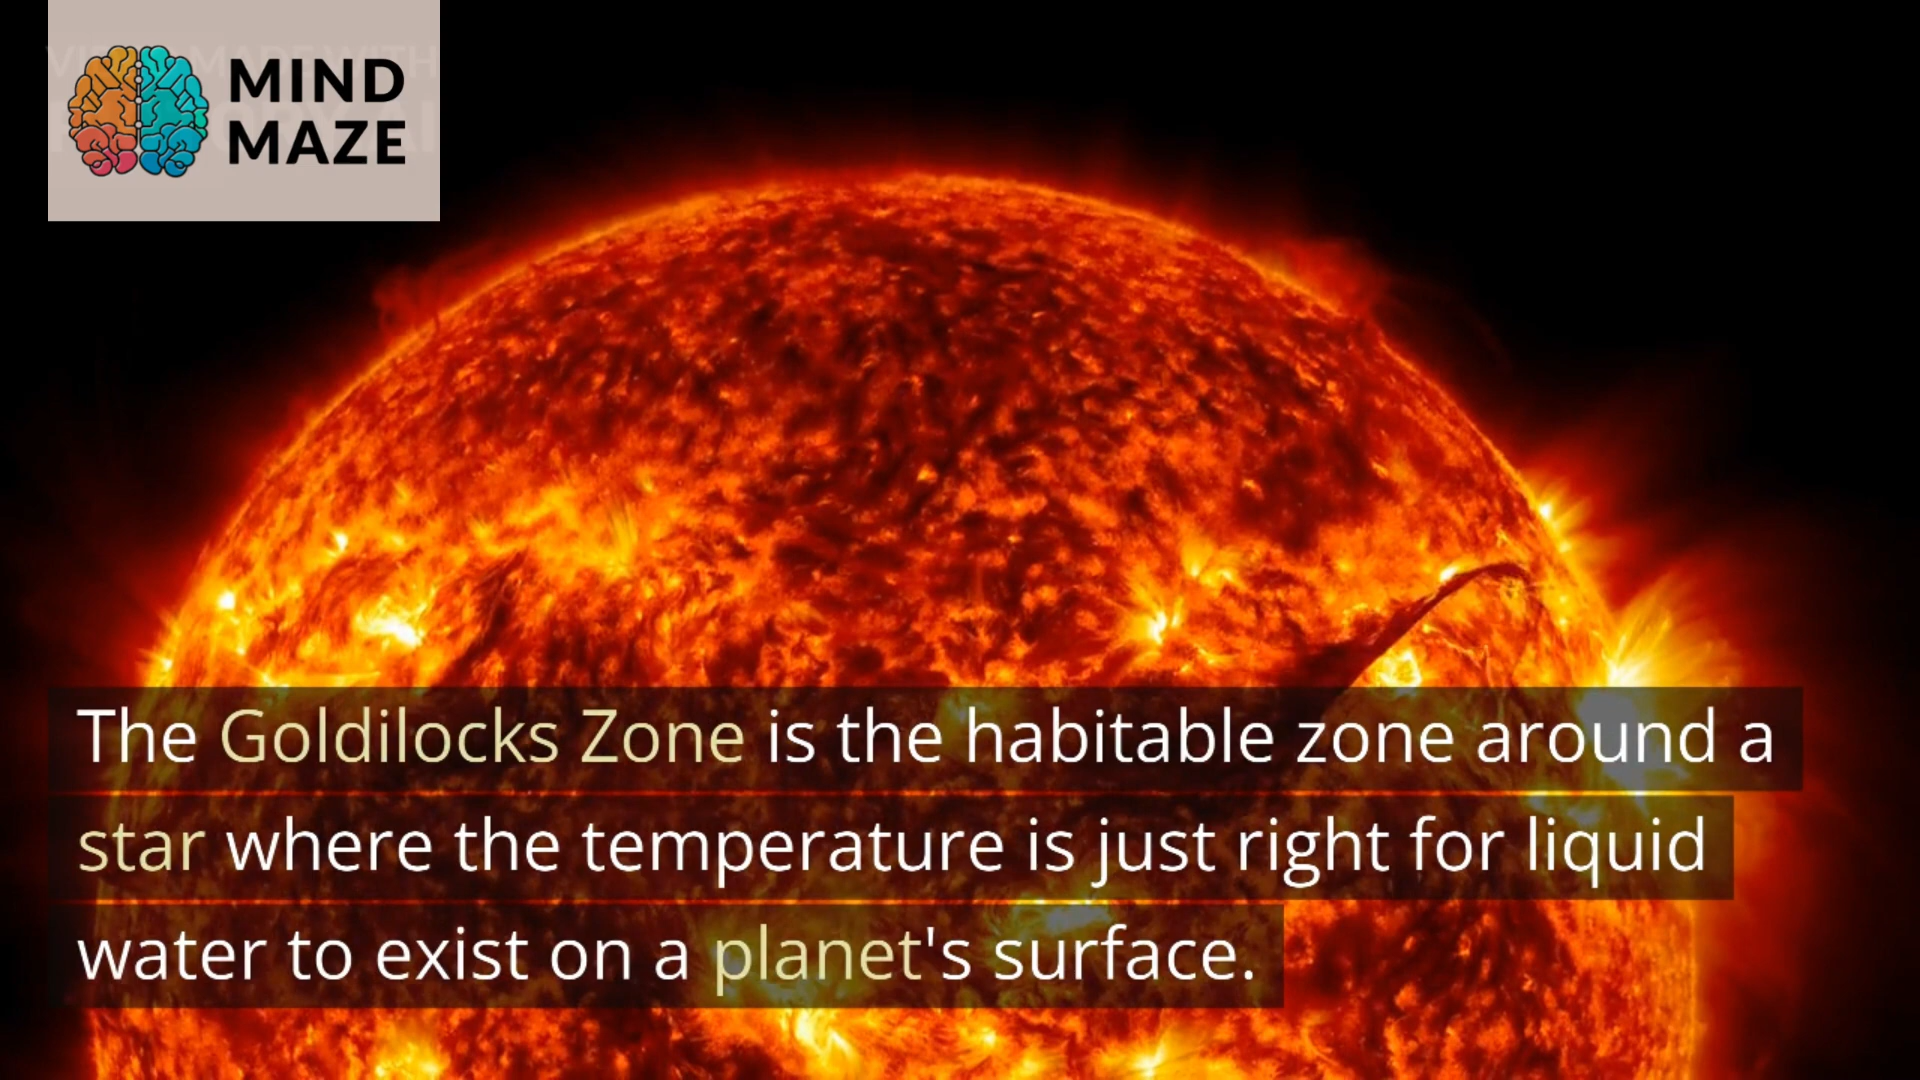 MIND
MAZE
The Goldilocks Zone is the habitable zone around a
star where the temperature is just right for liquid
water to exist on a planet's surface.